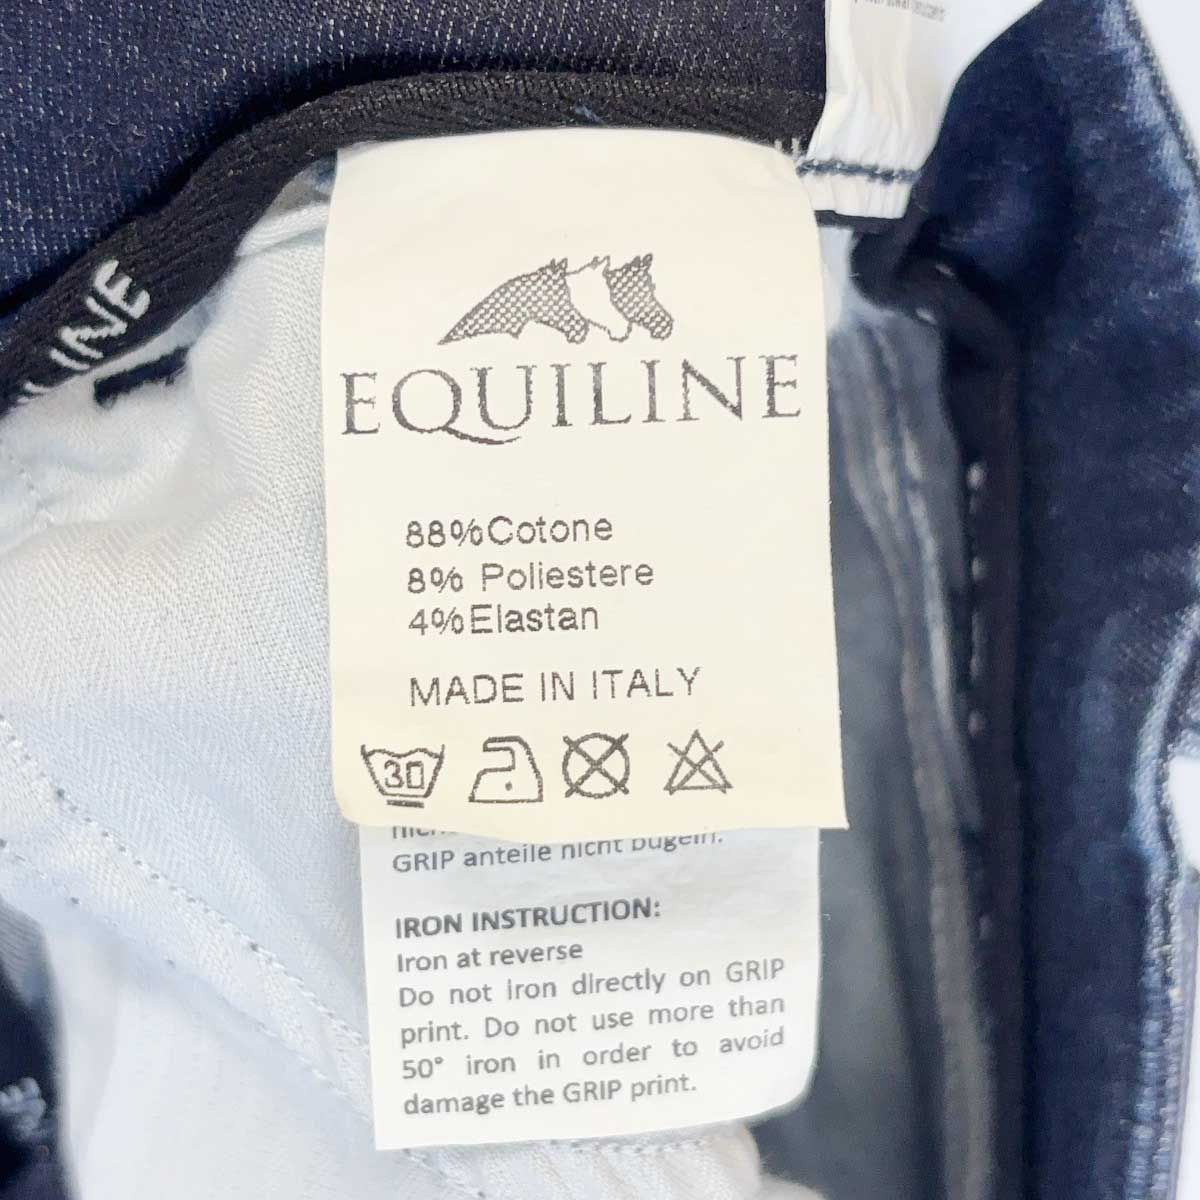 LINE
EQUILINE
88%Cotone
8% Poliestere
4%Elastan
MADE IN ITALY
30
GRIP anteile nicht bugeln.
IRON INSTRUCTION:
Iron at reverse
Do not iron directly on GRIP
print. Do not use more than
50° iron in order to avoid
damage the GRIP print.